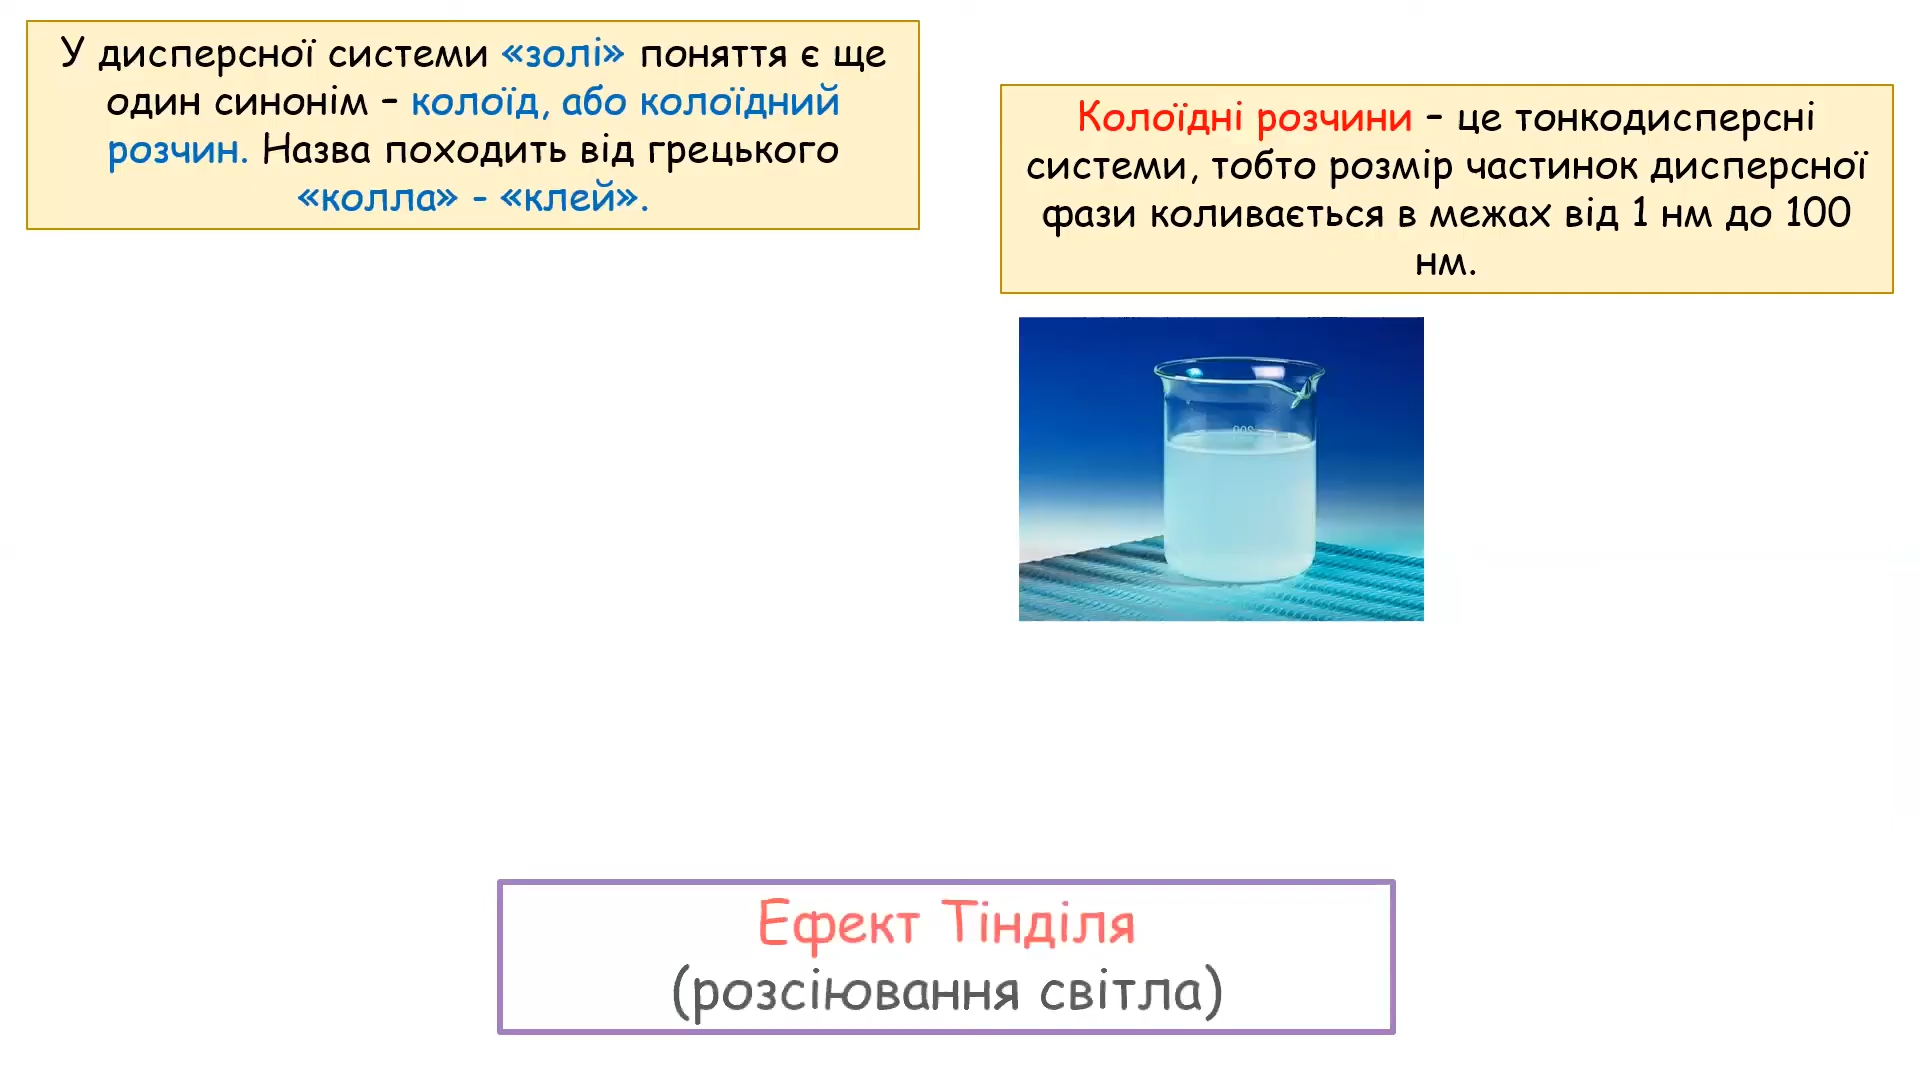 У дисперсної системи «золі» поняття є ще
один синонім – колоїд, або колоїдний
розчин. Назва походить від грецького
«колла» - «клей».
Колоїдні розчини – це тонкодисперсні
системи, тобто розмір частинок дисперсної
фази коливається в межах від 1 нм до 100
нм.
Ефект Тінділя
(розсіювання світла)